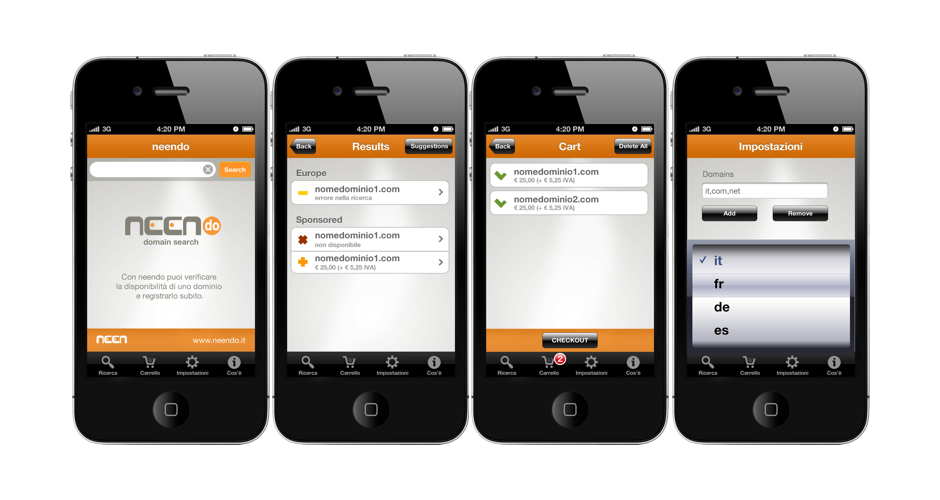 3G 4:20 PM
neendo
Search
NEEN do
domain search
Con neendo puoi verificare
la disponibilità di uno dominio
e registrarlo subito.
NEEN www.neendo.it
Ricerca Carrello Impostazioni Cos'è
3G 4:20 PM
Back Results Suggestions
Europe
nomedominio1.com
errore nella ricerca
Sponsored
nomedominio1.com
non disponibile
nomedominio1.com
€ 25,00 (+ € 5,25 IVA)
Ricerca Carrello Impostazioni Cos'è
3G 4:20 PM
Back Cart Delete All
nomedominio1.com
€ 25,00 (+ € 5,25 IVA)
nomedominio2.com
€ 25,00 (+ € 5,25 IVA)
CHECKOUT
2
Ricerca Carrello Impostazioni Cos'è
3G 4:20 PM
Impostazioni
Domains
it,com,net
Add Remove
it
fr
de
es
Ricerca Carrello Impostazioni Cos'è